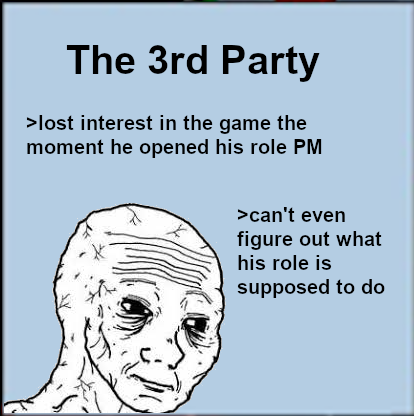 The 3rd Party
>lost interest in the game the
moment he opened his role PM
>can't even
figure out what
his role is
supposed to do